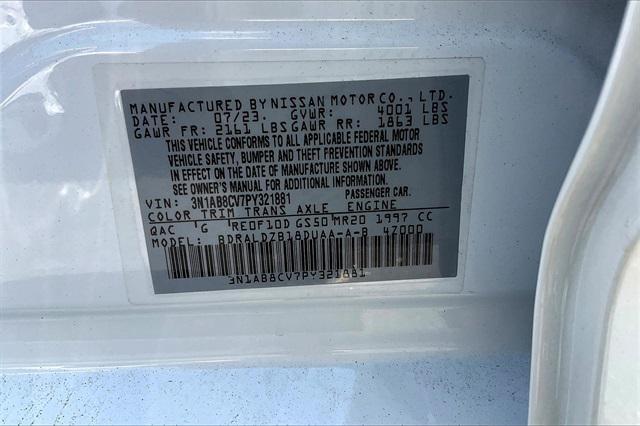 MANUFACTURED BY NISSAN MOTOR CO., LTD.
DATE: 07/23. GVWR: 4001 LBS
GAWR FR: 2161 LBS GAWR RR: 1863 LBS
THIS VEHICLE CONFORMS TO ALL APPLICABLE FEDERAL MOTOR
VEHICLE SAFETY, BUMPER AND THEFT PREVENTION STANDARDS
IN EFFECT ON THE DATE OF MANUFACTURE SHOWN ABOVE.
SEE OWNER'S MANUAL FOR ADDITIONAL INFORMATION.
VIN: 3N1AB8CV7PY321881 PASSENGER CAR.
COLOR TRIM TRANS AXLE ENGINE
QAC G RE0F10D GS50 MR20 1997 CC
MODEL: BDRALDZB18DUAA-A-B 4Z000
3N1AB8CV7PY321881